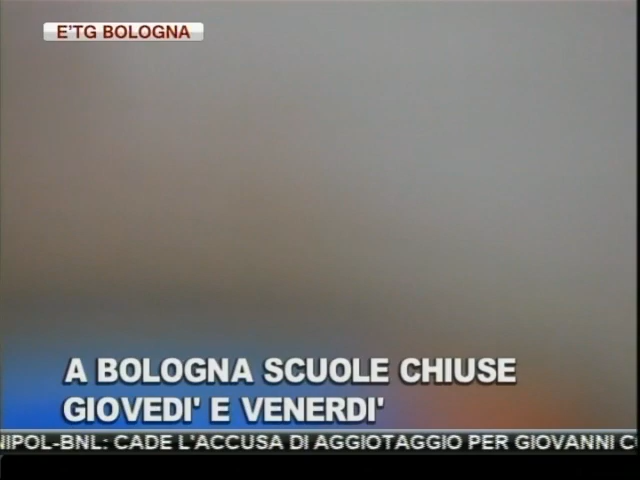 E'TG BOLOGNA
A BOLOGNA SCUOLE CHIUSE
GIOVEDI' E VENERDI'
NIPOL-BNL: CADE L'ACCUSA DI AGGIOTAGGIO PER GIOVANNI